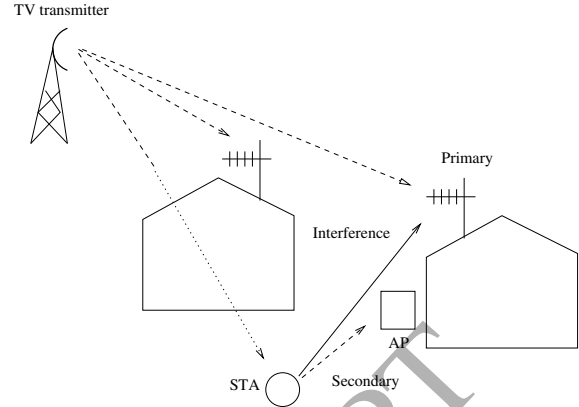 TV transmitter
Primary
Interference
AP
STA
Secondary